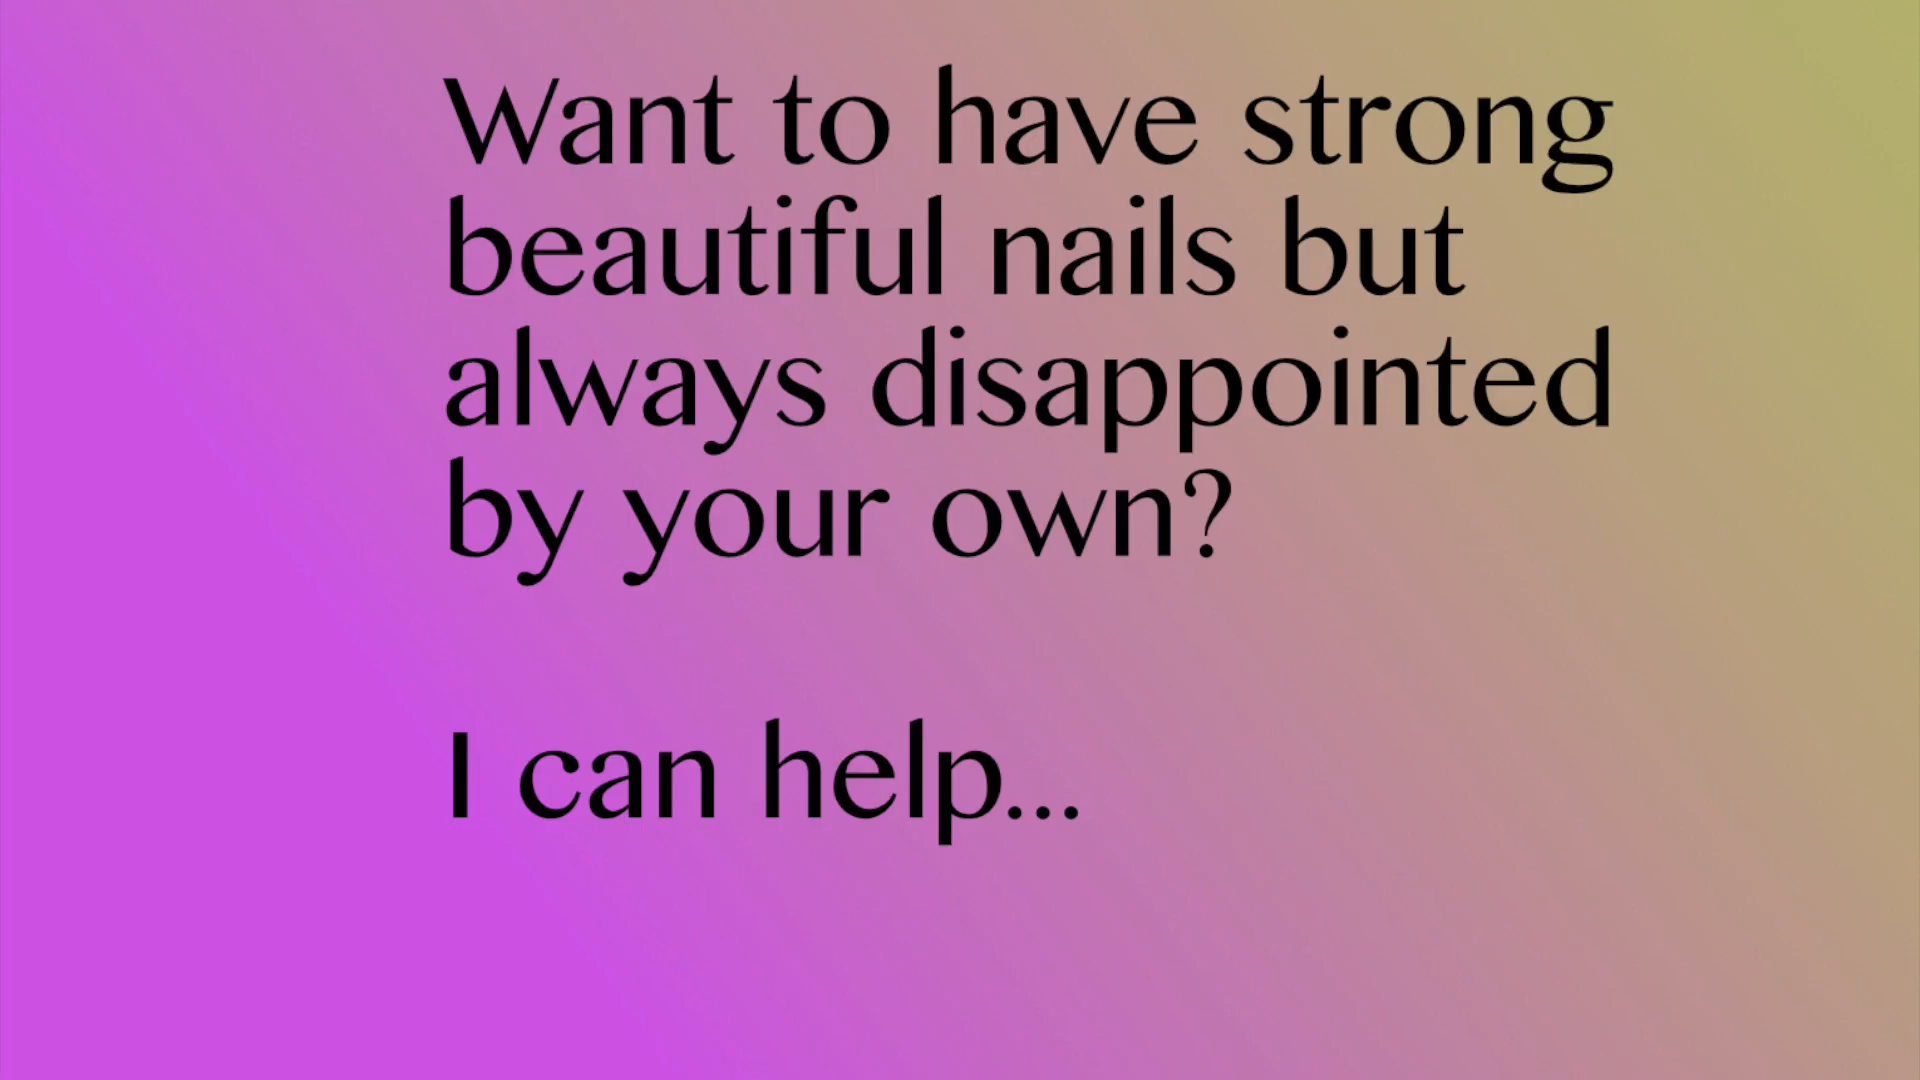 Want to have strong
beautiful nails but
always disappointed
by your own?
I can help...